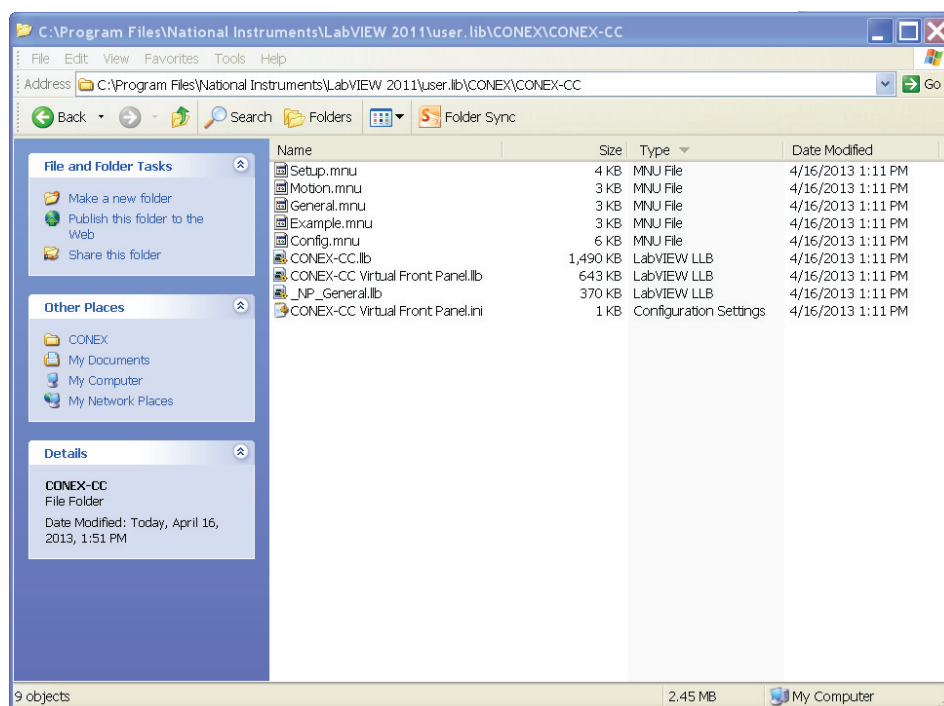 C:\Program Files\National Instruments\LabVIEW 2011\user.lib\CONEX\CONEX-CC
File Edit View Favorites Tools Help
Address C:\Program Files\National Instruments\LabVIEW 2011\user.lib\CONEX\CONEX-CC Go
Back Search Folders Folder Sync
File and Folder Tasks
Make a new folder
Publish this folder to the
Web
Share this folder
Other Places
CONEX
My Documents
My Computer
My Network Places
Details
CONEX-CC
File Folder
Date Modified: Today, April 16,
2013, 1:51 PM
Name Size Type Date Modified
Setup.mnu 4 KB MNU File 4/16/2013 1:11 PM
Motion.mnu 3 KB MNU File 4/16/2013 1:11 PM
General.mnu 3 KB MNU File 4/16/2013 1:11 PM
Example.mnu 3 KB MNU File 4/16/2013 1:11 PM
Config.mnu 6 KB MNU File 4/16/2013 1:11 PM
CONEX-CC.llb 1,490 KB LabVIEW LLB 4/16/2013 1:11 PM
CONEX-CC Virtual Front Panel.llb 643 KB LabVIEW LLB 4/16/2013 1:11 PM
_NP_General.llb 370 KB LabVIEW LLB 4/16/2013 1:11 PM
CONEX-CC Virtual Front Panel.ini 1 KB Configuration Settings 4/16/2013 1:11 PM
9 objects 2.45 MB My Computer